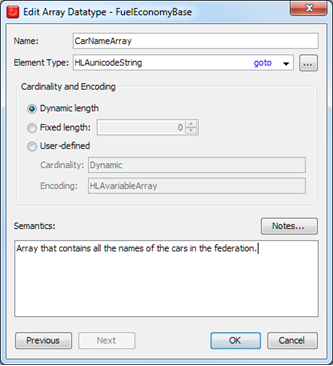 Edit Array Datatype - FuelEconomyBase
Name: CarNameArray
Element Type: HLAunicodeString goto ...
Cardinality and Encoding
Dynamic length
Fixed length: 0
User-defined
Cardinality: Dynamic
Encoding: HLAvariableArray
Semantics: Notes...
Array that contains all the names of the cars in the federation.
Previous Next OK Cancel